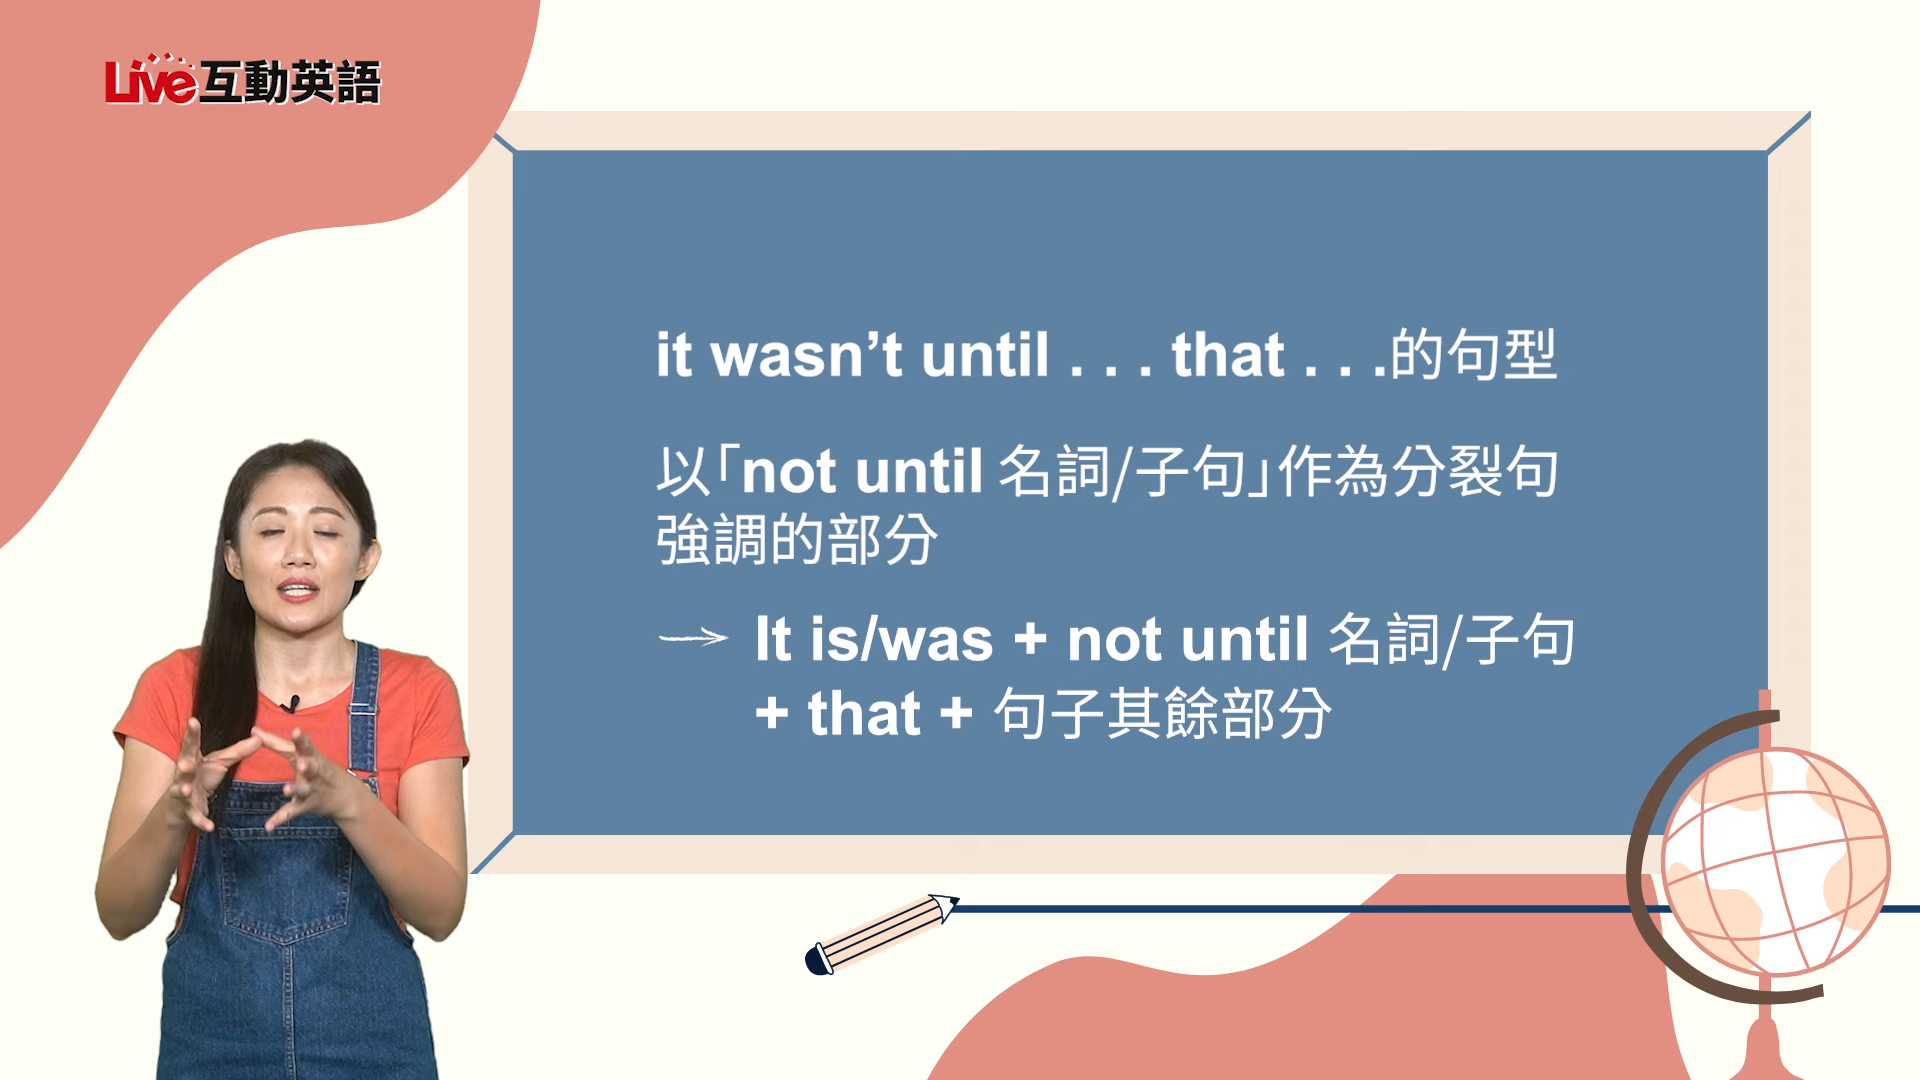 Live互動英語
it wasn’t until . . . that . . .的句型
以「not until 名詞/子句」作為分裂句
強調的部分
It is/was + not until 名詞/子句
+ that + 句子其餘部分